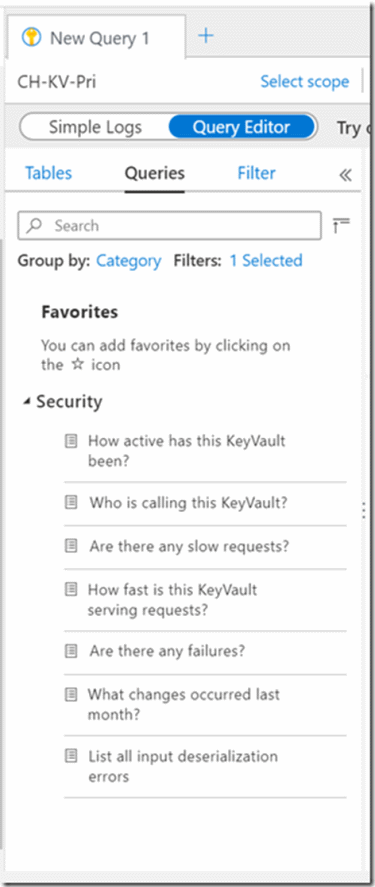 New Query 1
CH-KV-Pri
Select scope
Simple Logs
Query Editor
Try
Tables
Queries
Filter
Search
Group by: Category Filters: 1 Selected
Favorites
You can add favorites by clicking on
the ☆ icon
Security
How active has this KeyVault
been?
Who is calling this KeyVault?
Are there any slow requests?
How fast is this KeyVault
serving requests?
Are there any failures?
What changes occurred last
month?
List all input deserialization
errors